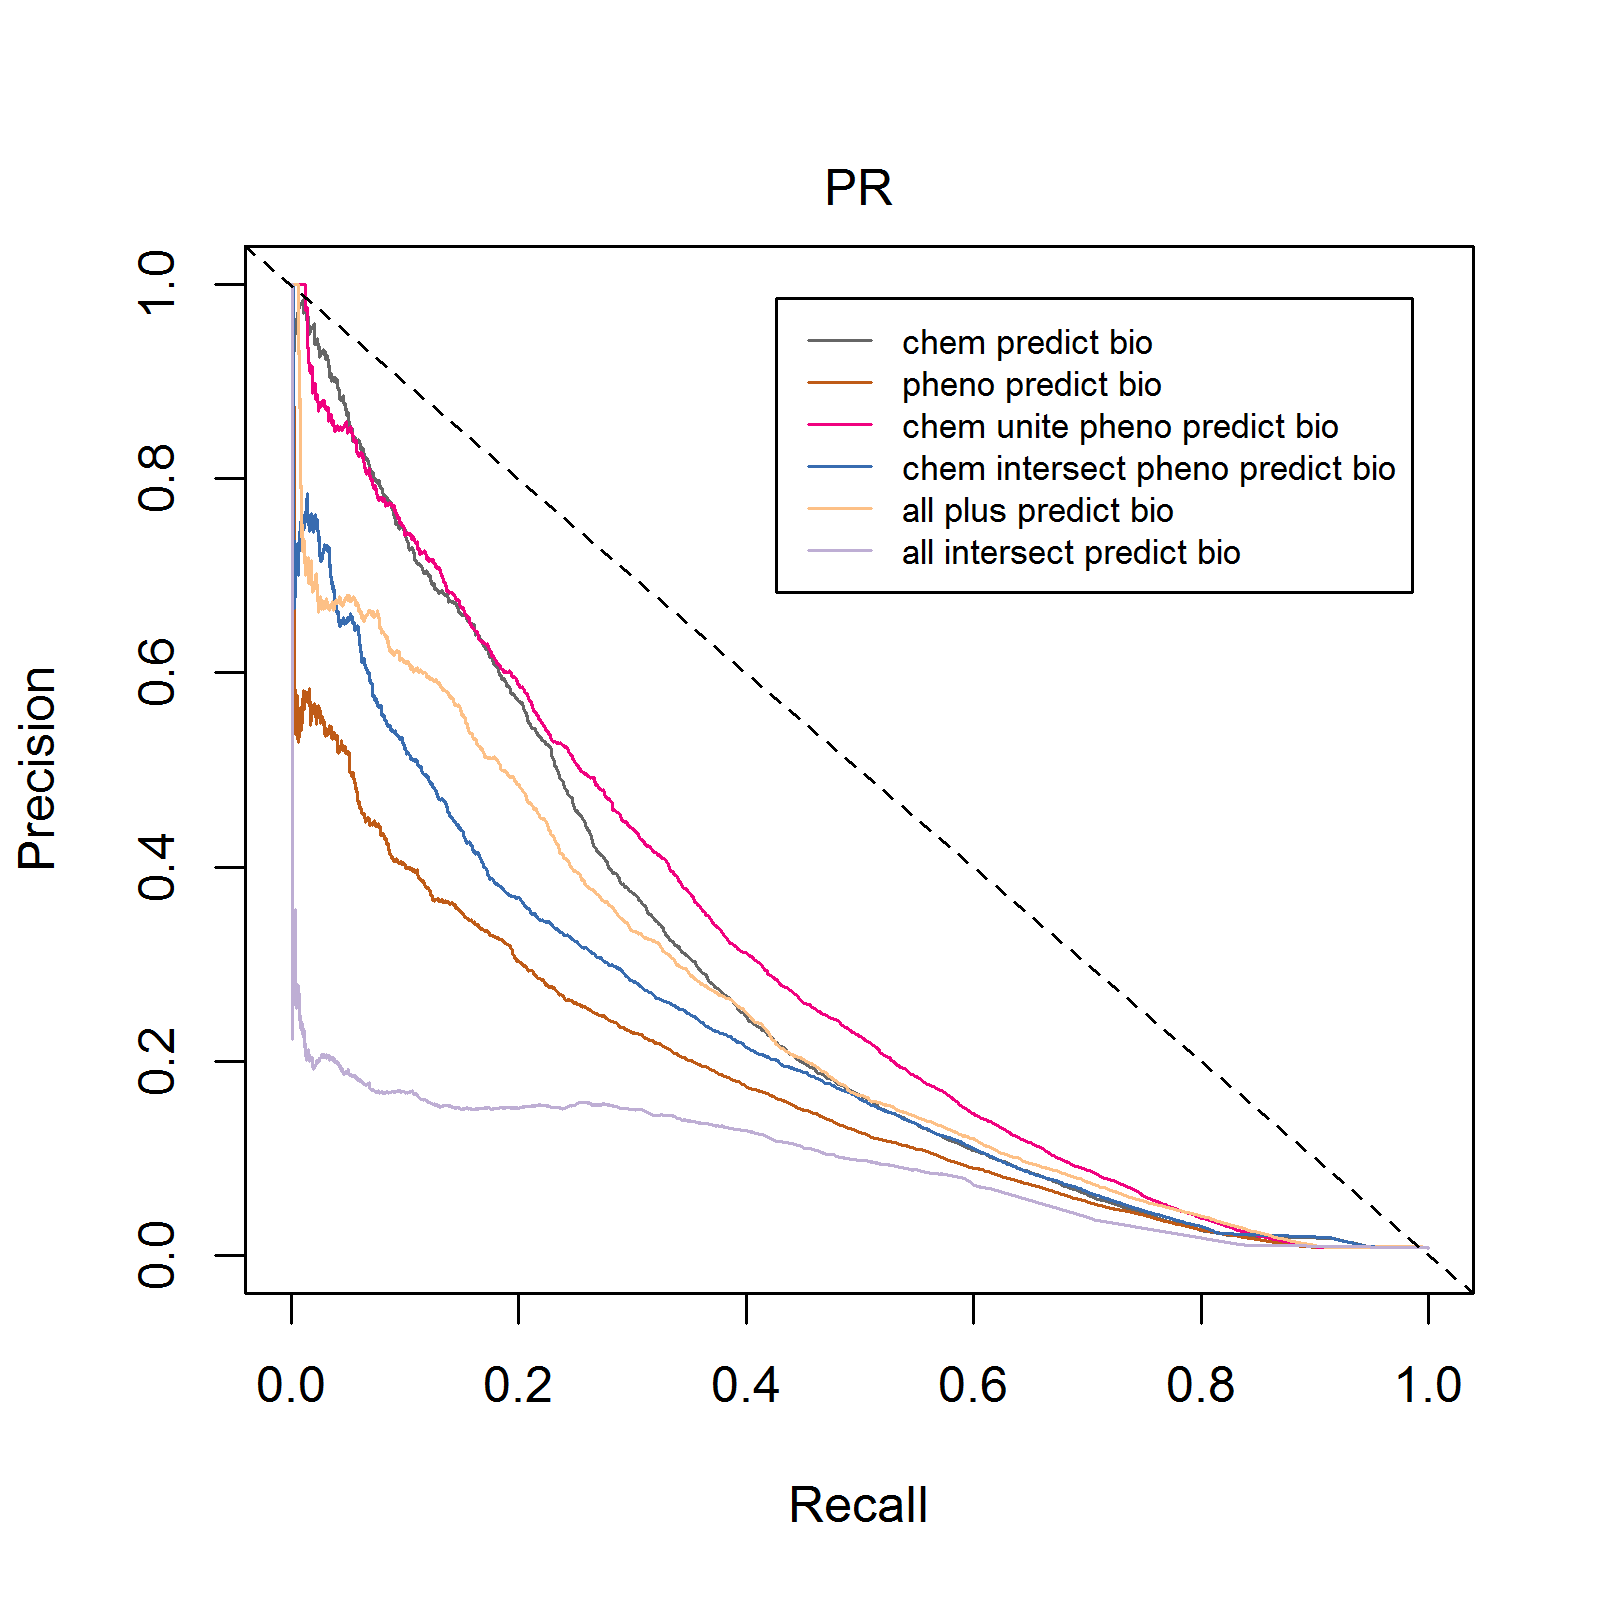 PR
1.0
0.8
0.6
0.4
0.2
0.0
Precision
chem predict bio
pheno predict bio
chem unite pheno predict bio
chem intersect pheno predict bio
all plus predict bio
all intersect predict bio
0.0 0.2 0.4 0.6 0.8 1.0
Recall